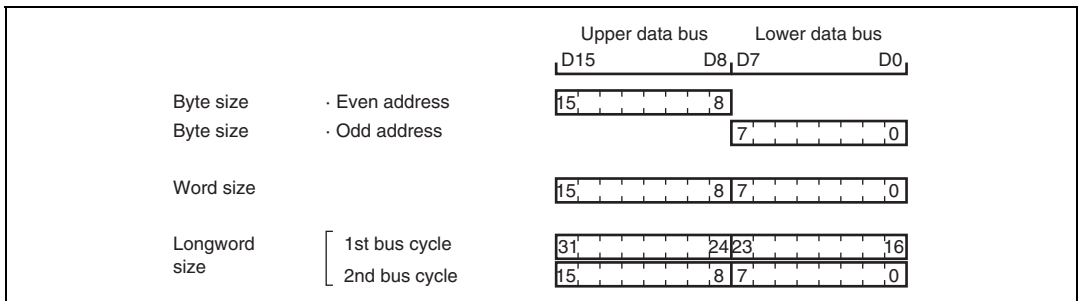 Upper data bus Lower data bus
D15 D8 D7 D0
Byte size · Even address 15 8
Byte size · Odd address 7 0
Word size 15 8 7 0
Longword size 1st bus cycle 31 24 23 16
2nd bus cycle 15 8 7 0